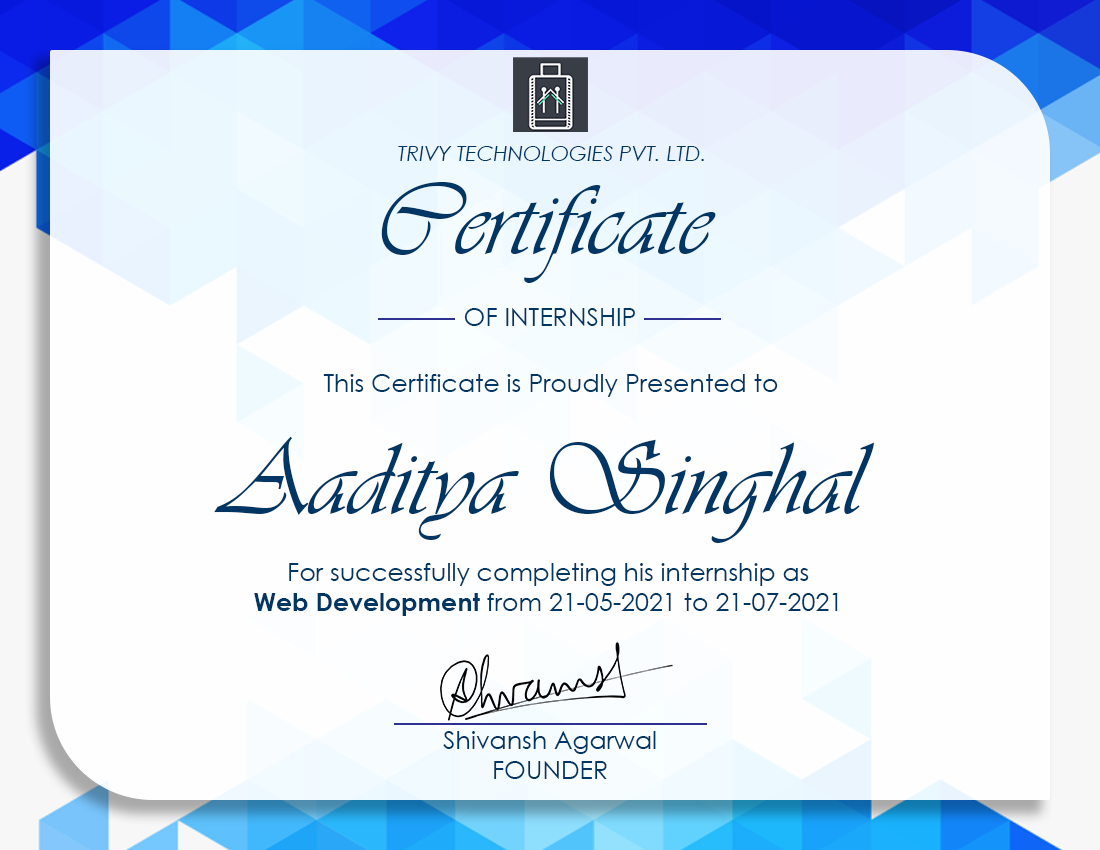 TRIVY TECHNOLOGIES PVT. LTD.
Certificate
OF INTERNSHIP
This Certificate is Proudly Presented to
Aaditya Singhal
For successfully completing his internship as
Web Development from 21-05-2021 to 21-07-2021
Shivansh
Shivansh Agarwal
FOUNDER